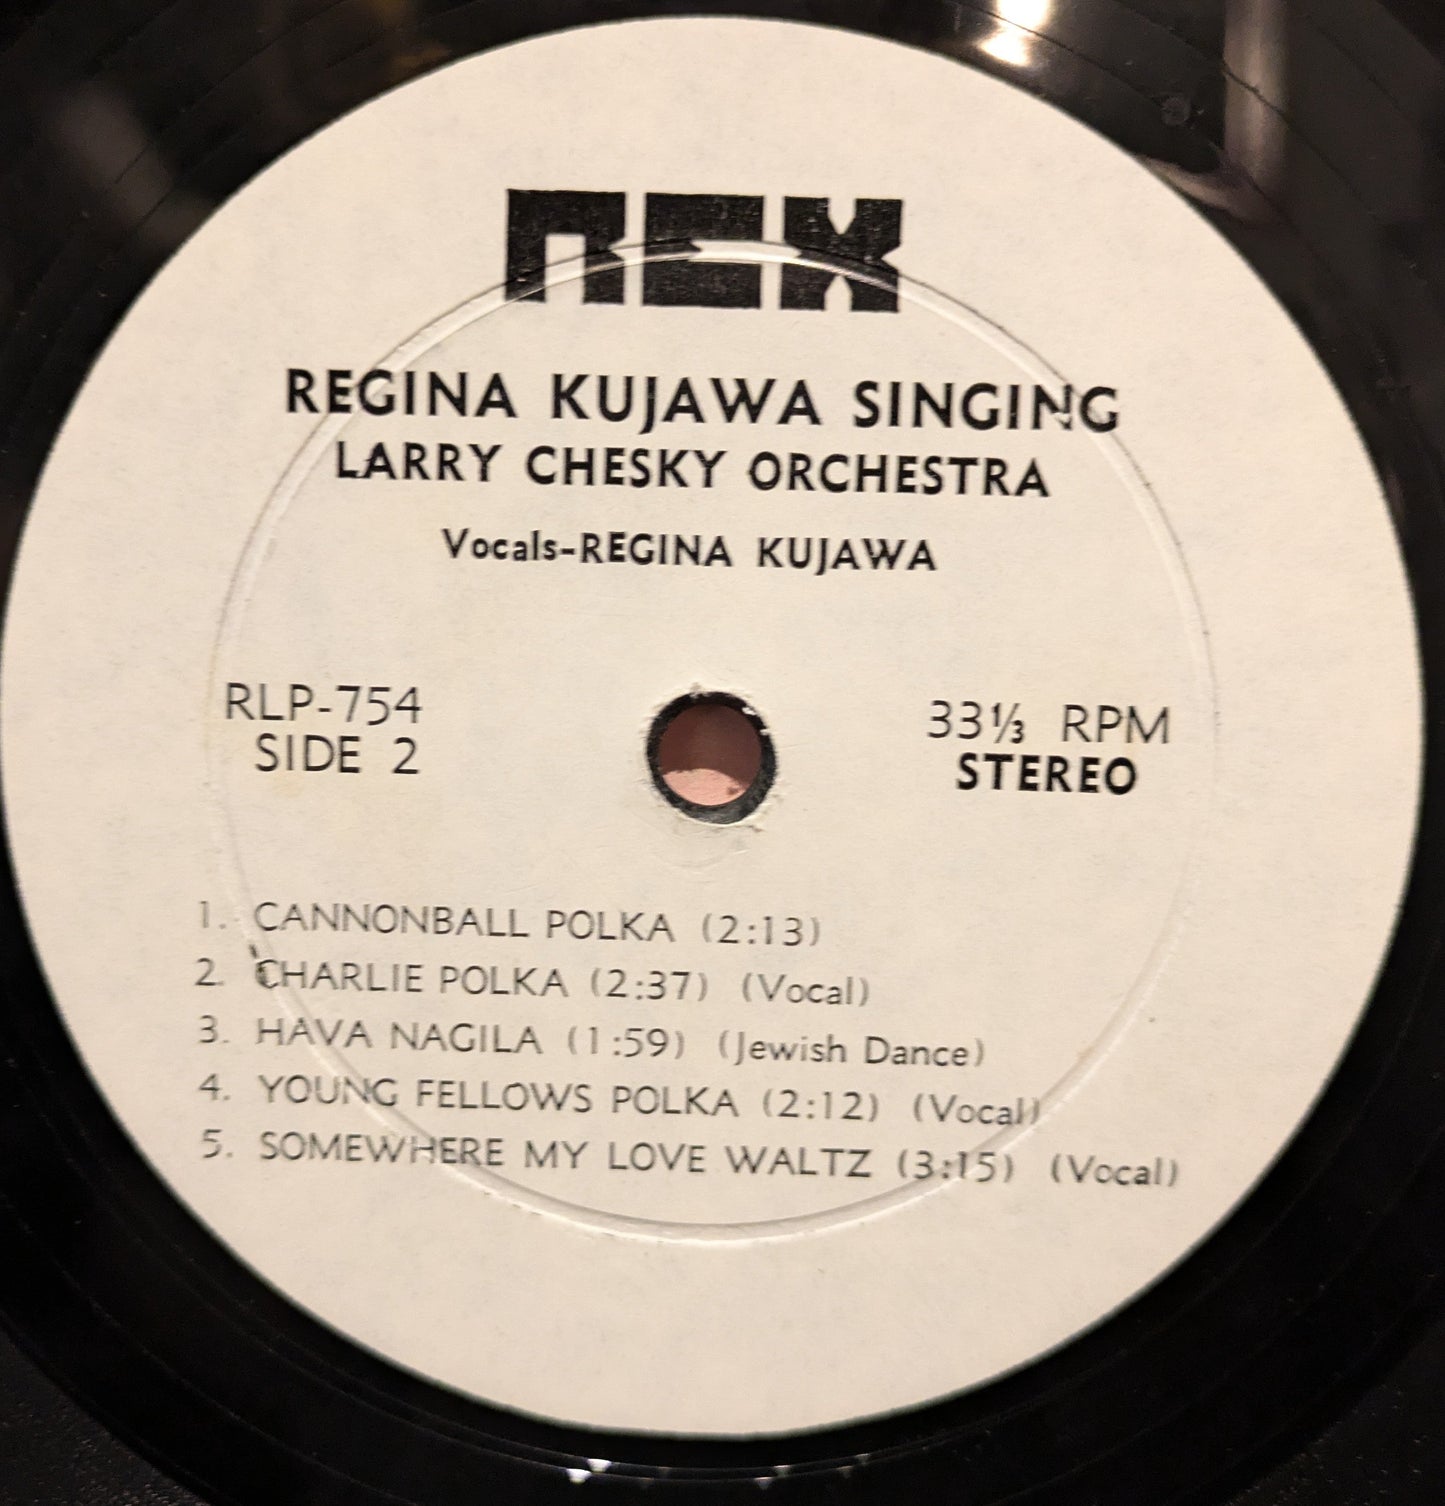 REX
REGINA KUJAWA SINGING
LARRY CHESKY ORCHESTRA
Vocals-REGINA KUJAWA
RLP-754
SIDE 2
33⅓ RPM
STEREO
1. CANNONBALL POLKA (2:13)
2. CHARLIE POLKA (2:37) (Vocal)
3. HAVA NAGILA (1:59) (Jewish Dance)
4. YOUNG FELLOWS POLKA (2:12) (Vocal)
5. SOMEWHERE MY LOVE WALTZ (3:15) (Vocal)